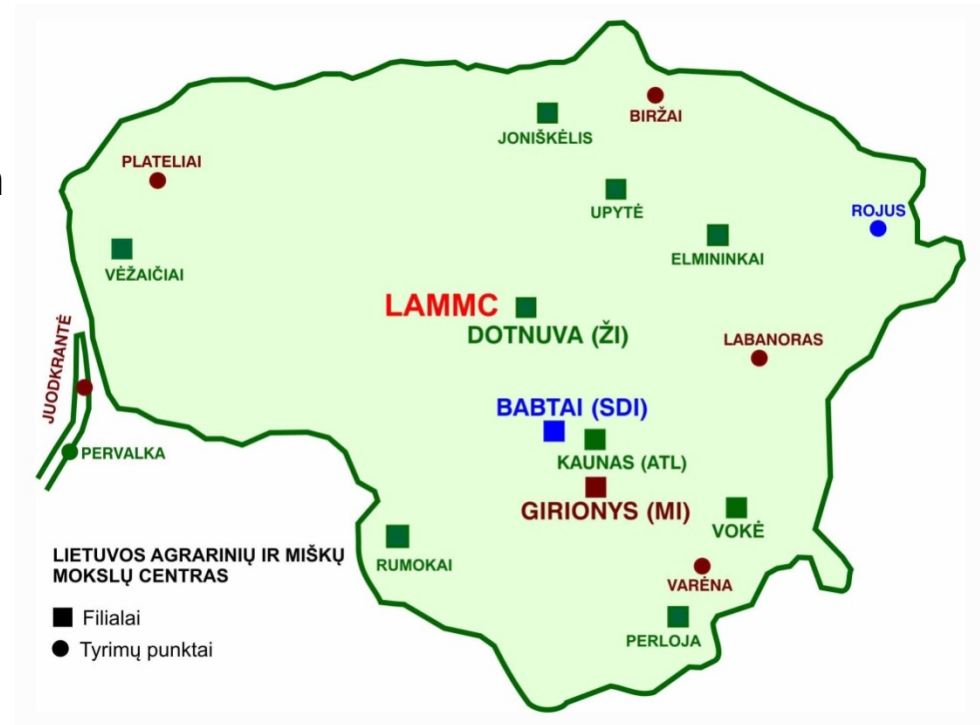 BIRŽAI
JONIŠKĖLIS
PLATELIAI
UPYTĖ
ROJUS
VĖŽAIČIAI
ELMININKAI
LAMMC
DOTNUVA (ŽI)
JUODKRANTĖ
LABANORAS
BABTAI (SDI)
PERVALKA
KAUNAS (ATL)
GIRIONYS (MI)
VOKĖ
RUMOKAI
VARĖNA
PERLOJA
LIETUVOS AGRARINIŲ IR MIŠKŲ
MOKSLŲ CENTRAS
Filialai
Tyrimų punktai